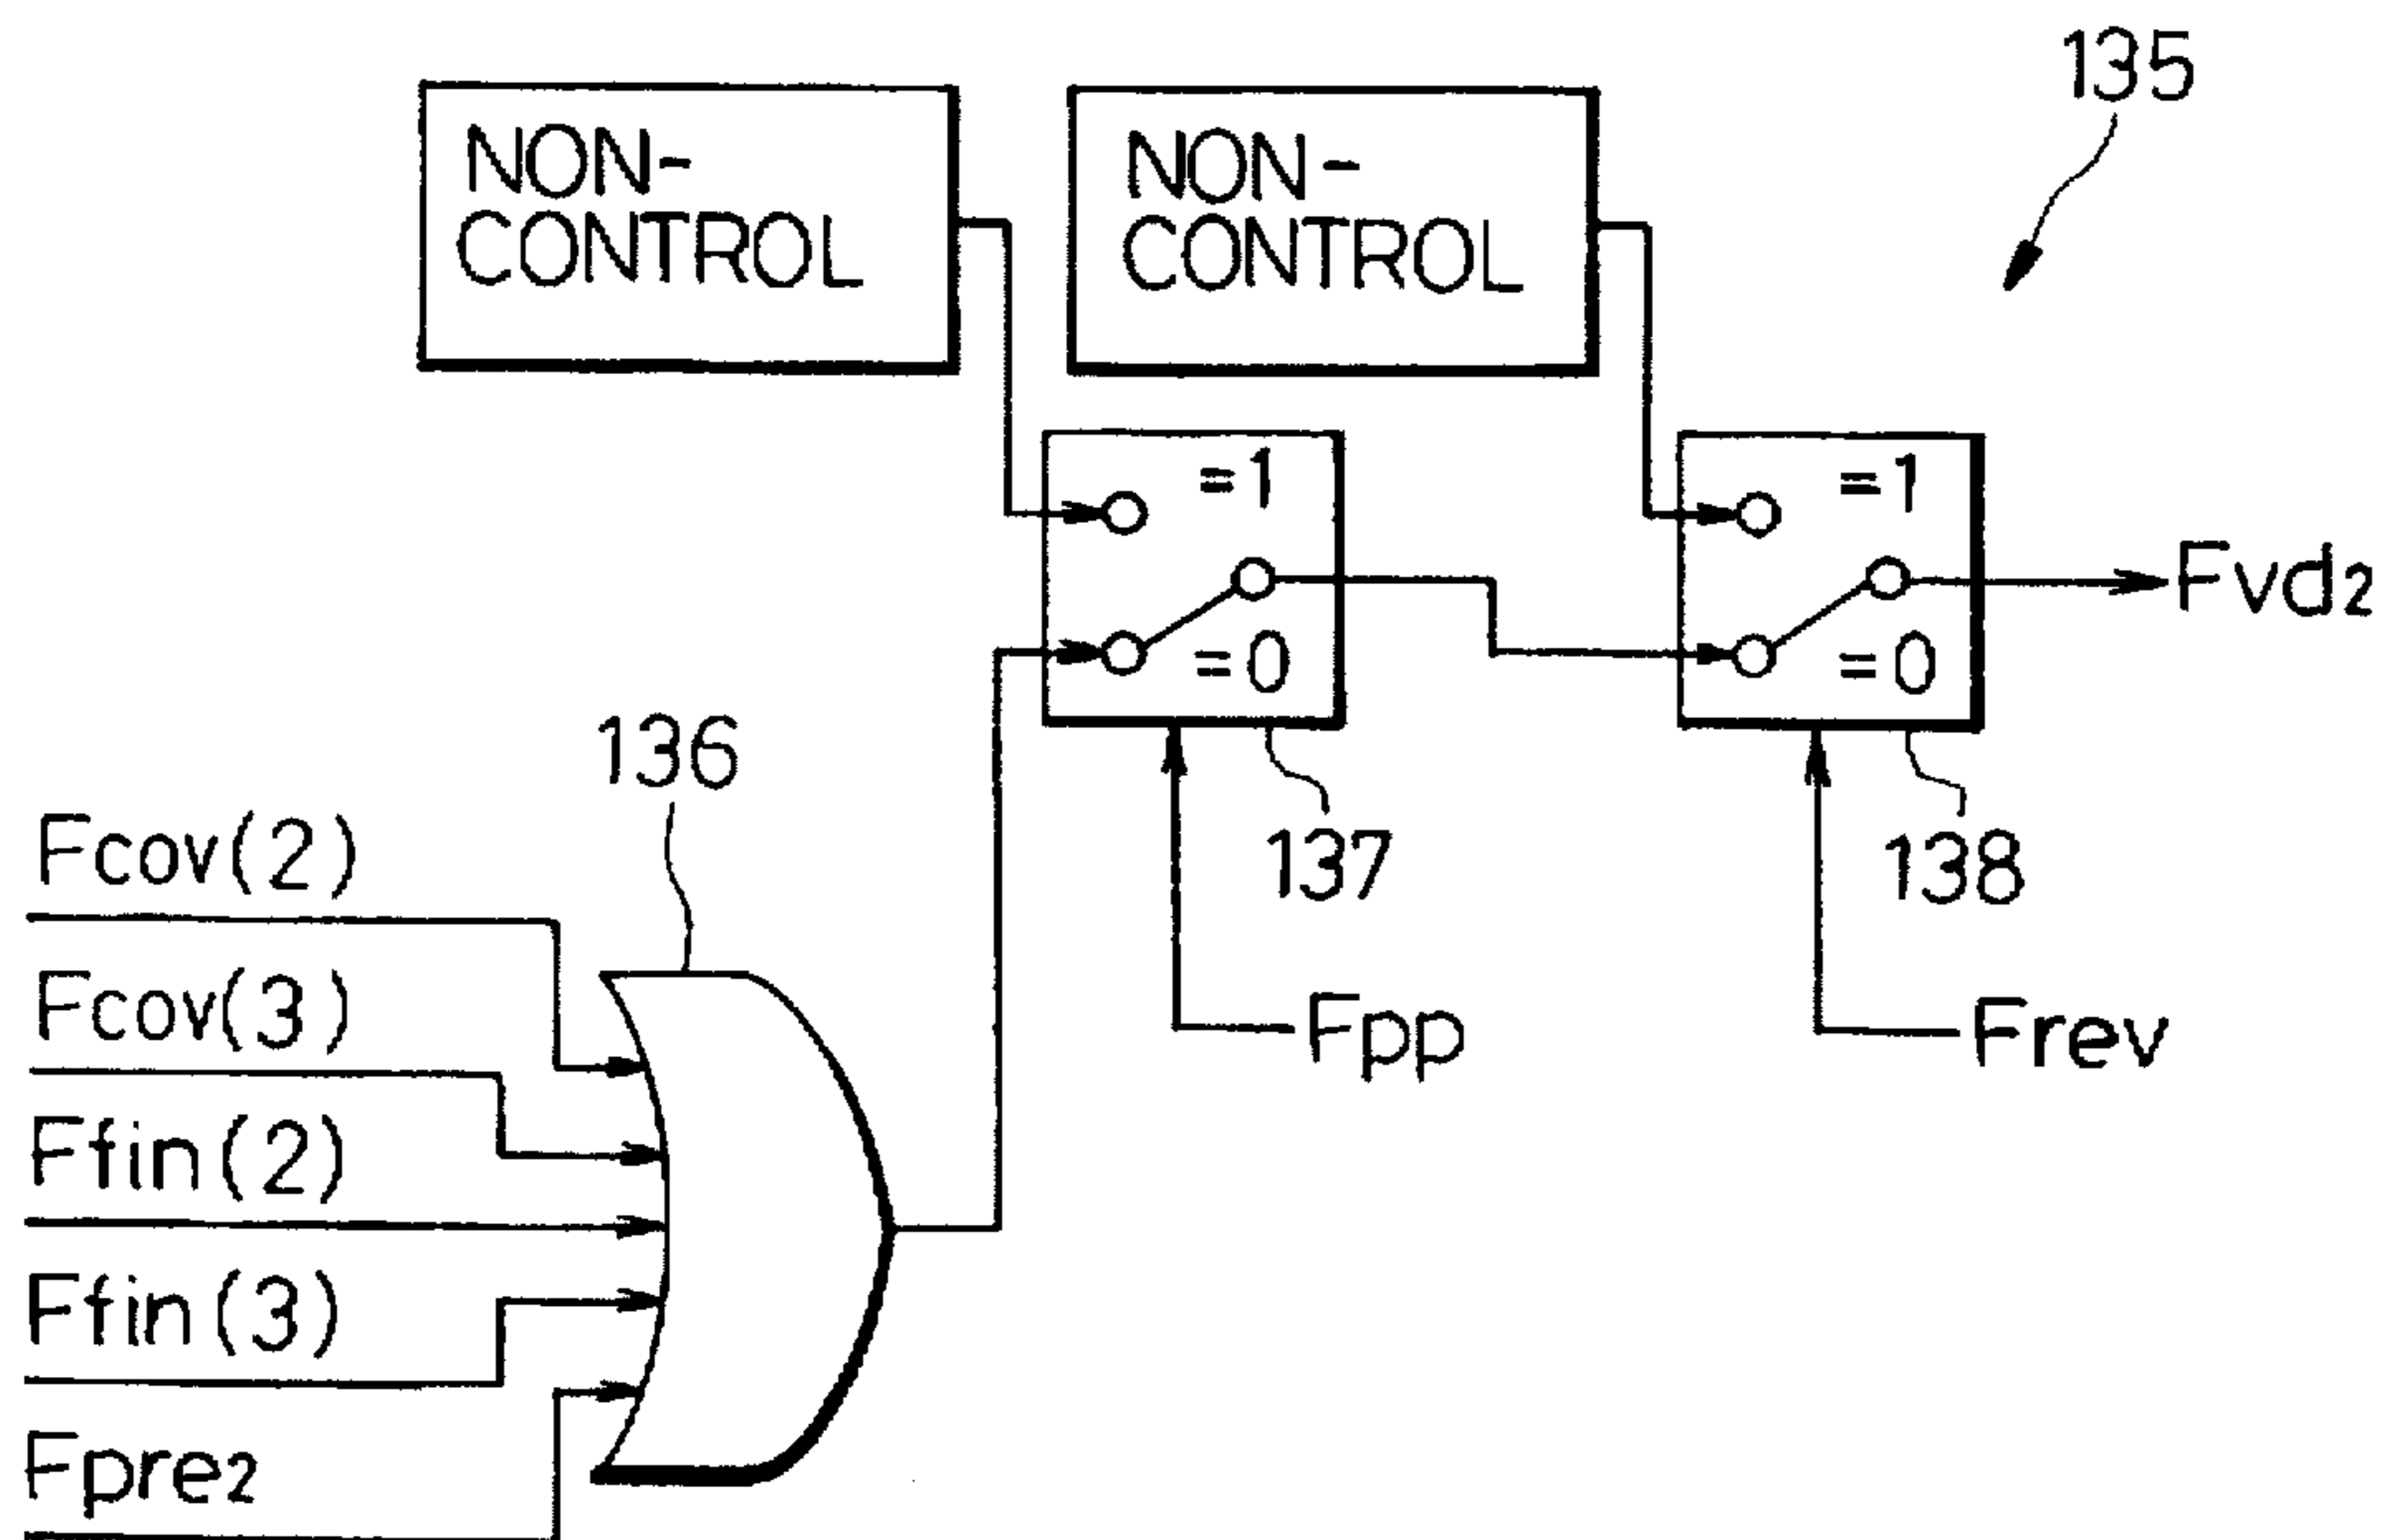 135
NON-
CONTROL
NON-
CONTROL
=1
=0
=1
=0
Fvd2
136
137
138
Fcov(2)
Fcov(3)
Ffin(2)
Ffin(3)
Fpre2
Fpp
Frev